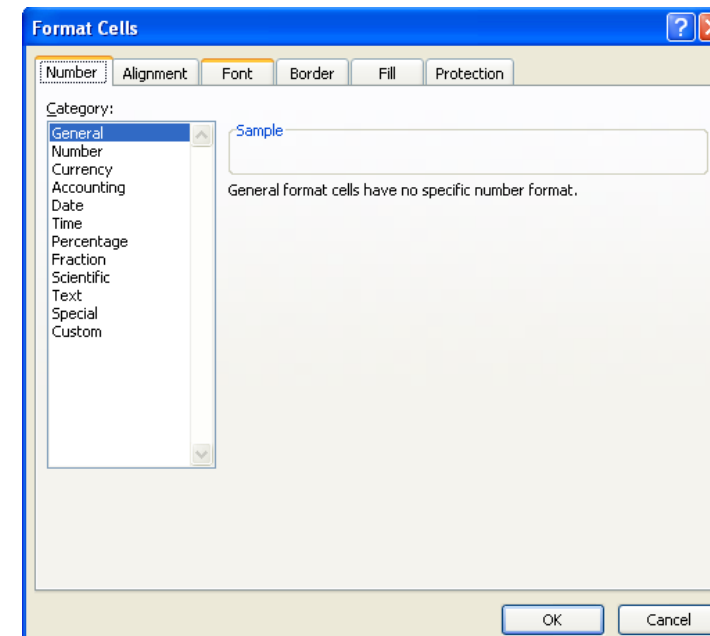 Format Cells
?
Number Alignment Font Border Fill Protection
Category:
General
Number
Currency
Accounting
Date
Time
Percentage
Fraction
Scientific
Text
Special
Custom
Sample
General format cells have no specific number format.
OK Cancel